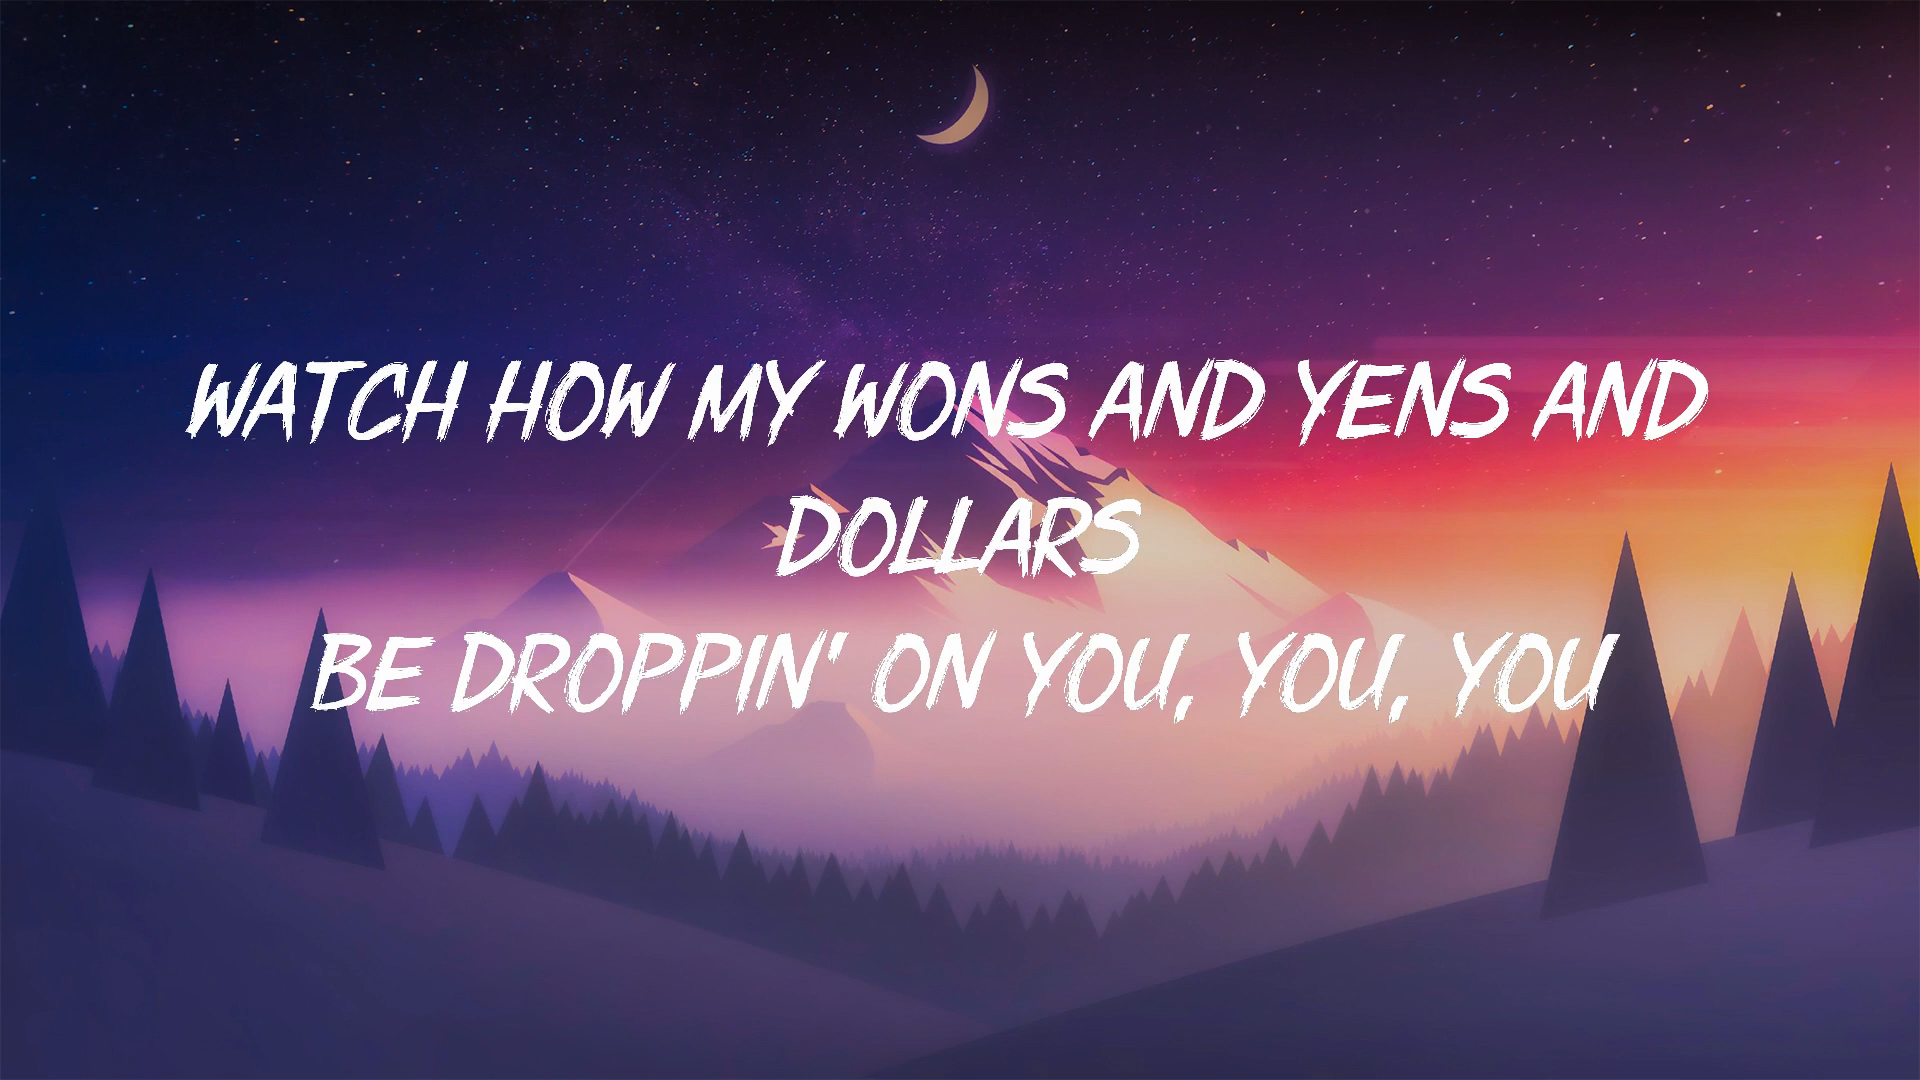 WATCH HOW MY WONS AND YENS AND
DOLLARS
BE DROPPIN' ON YOU, YOU, YOU